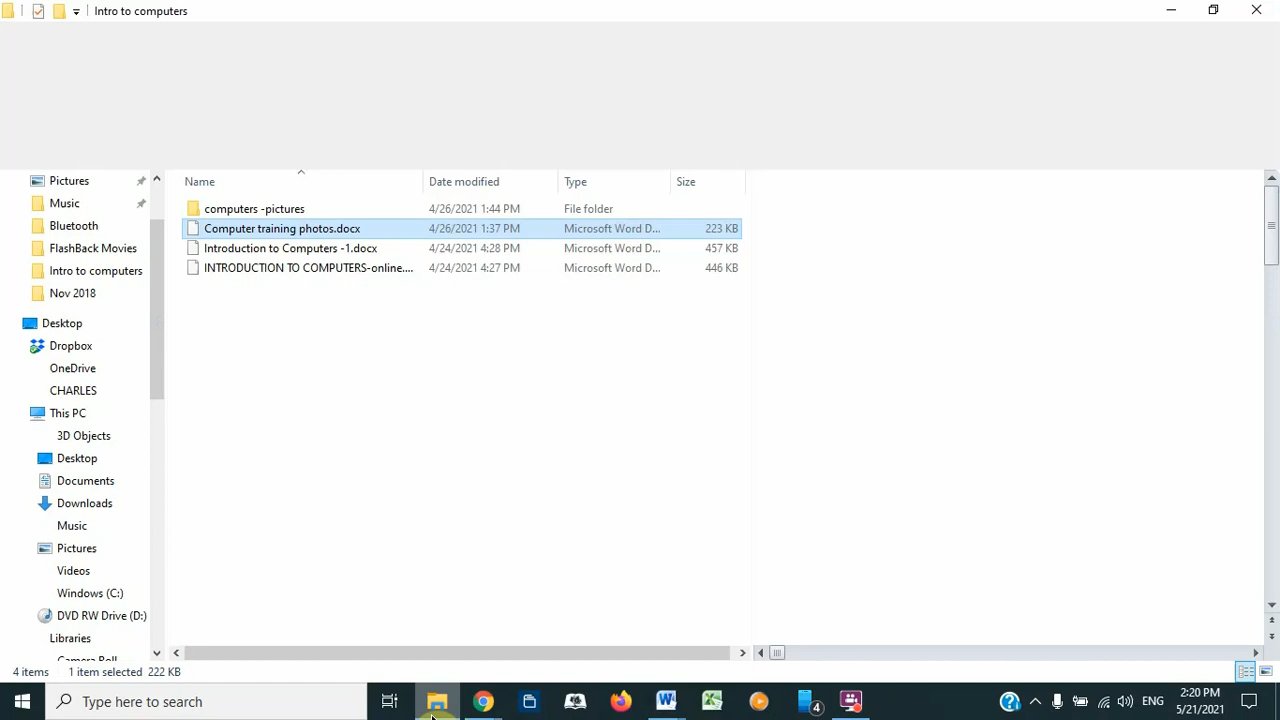 Intro to computers
Name Date modified Type Size
computers -pictures 4/26/2021 1:44 PM File folder
Computer training photos.docx 4/26/2021 1:37 PM Microsoft Word D... 223 KB
Introduction to Computers -1.docx 4/24/2021 4:28 PM Microsoft Word D... 457 KB
INTRODUCTION TO COMPUTERS-online.... 4/24/2021 4:27 PM Microsoft Word D... 446 KB
Pictures
Music
Bluetooth
FlashBack Movies
Intro to computers
Nov 2018
Desktop
Dropbox
OneDrive
CHARLES
This PC
3D Objects
Desktop
Documents
Downloads
Music
Pictures
Videos
Windows (C:)
DVD RW Drive (D:)
Libraries
Camera Roll
4 items 1 item selected 222 KB
Type here to search
4
ENG
2:20 PM
5/21/2021